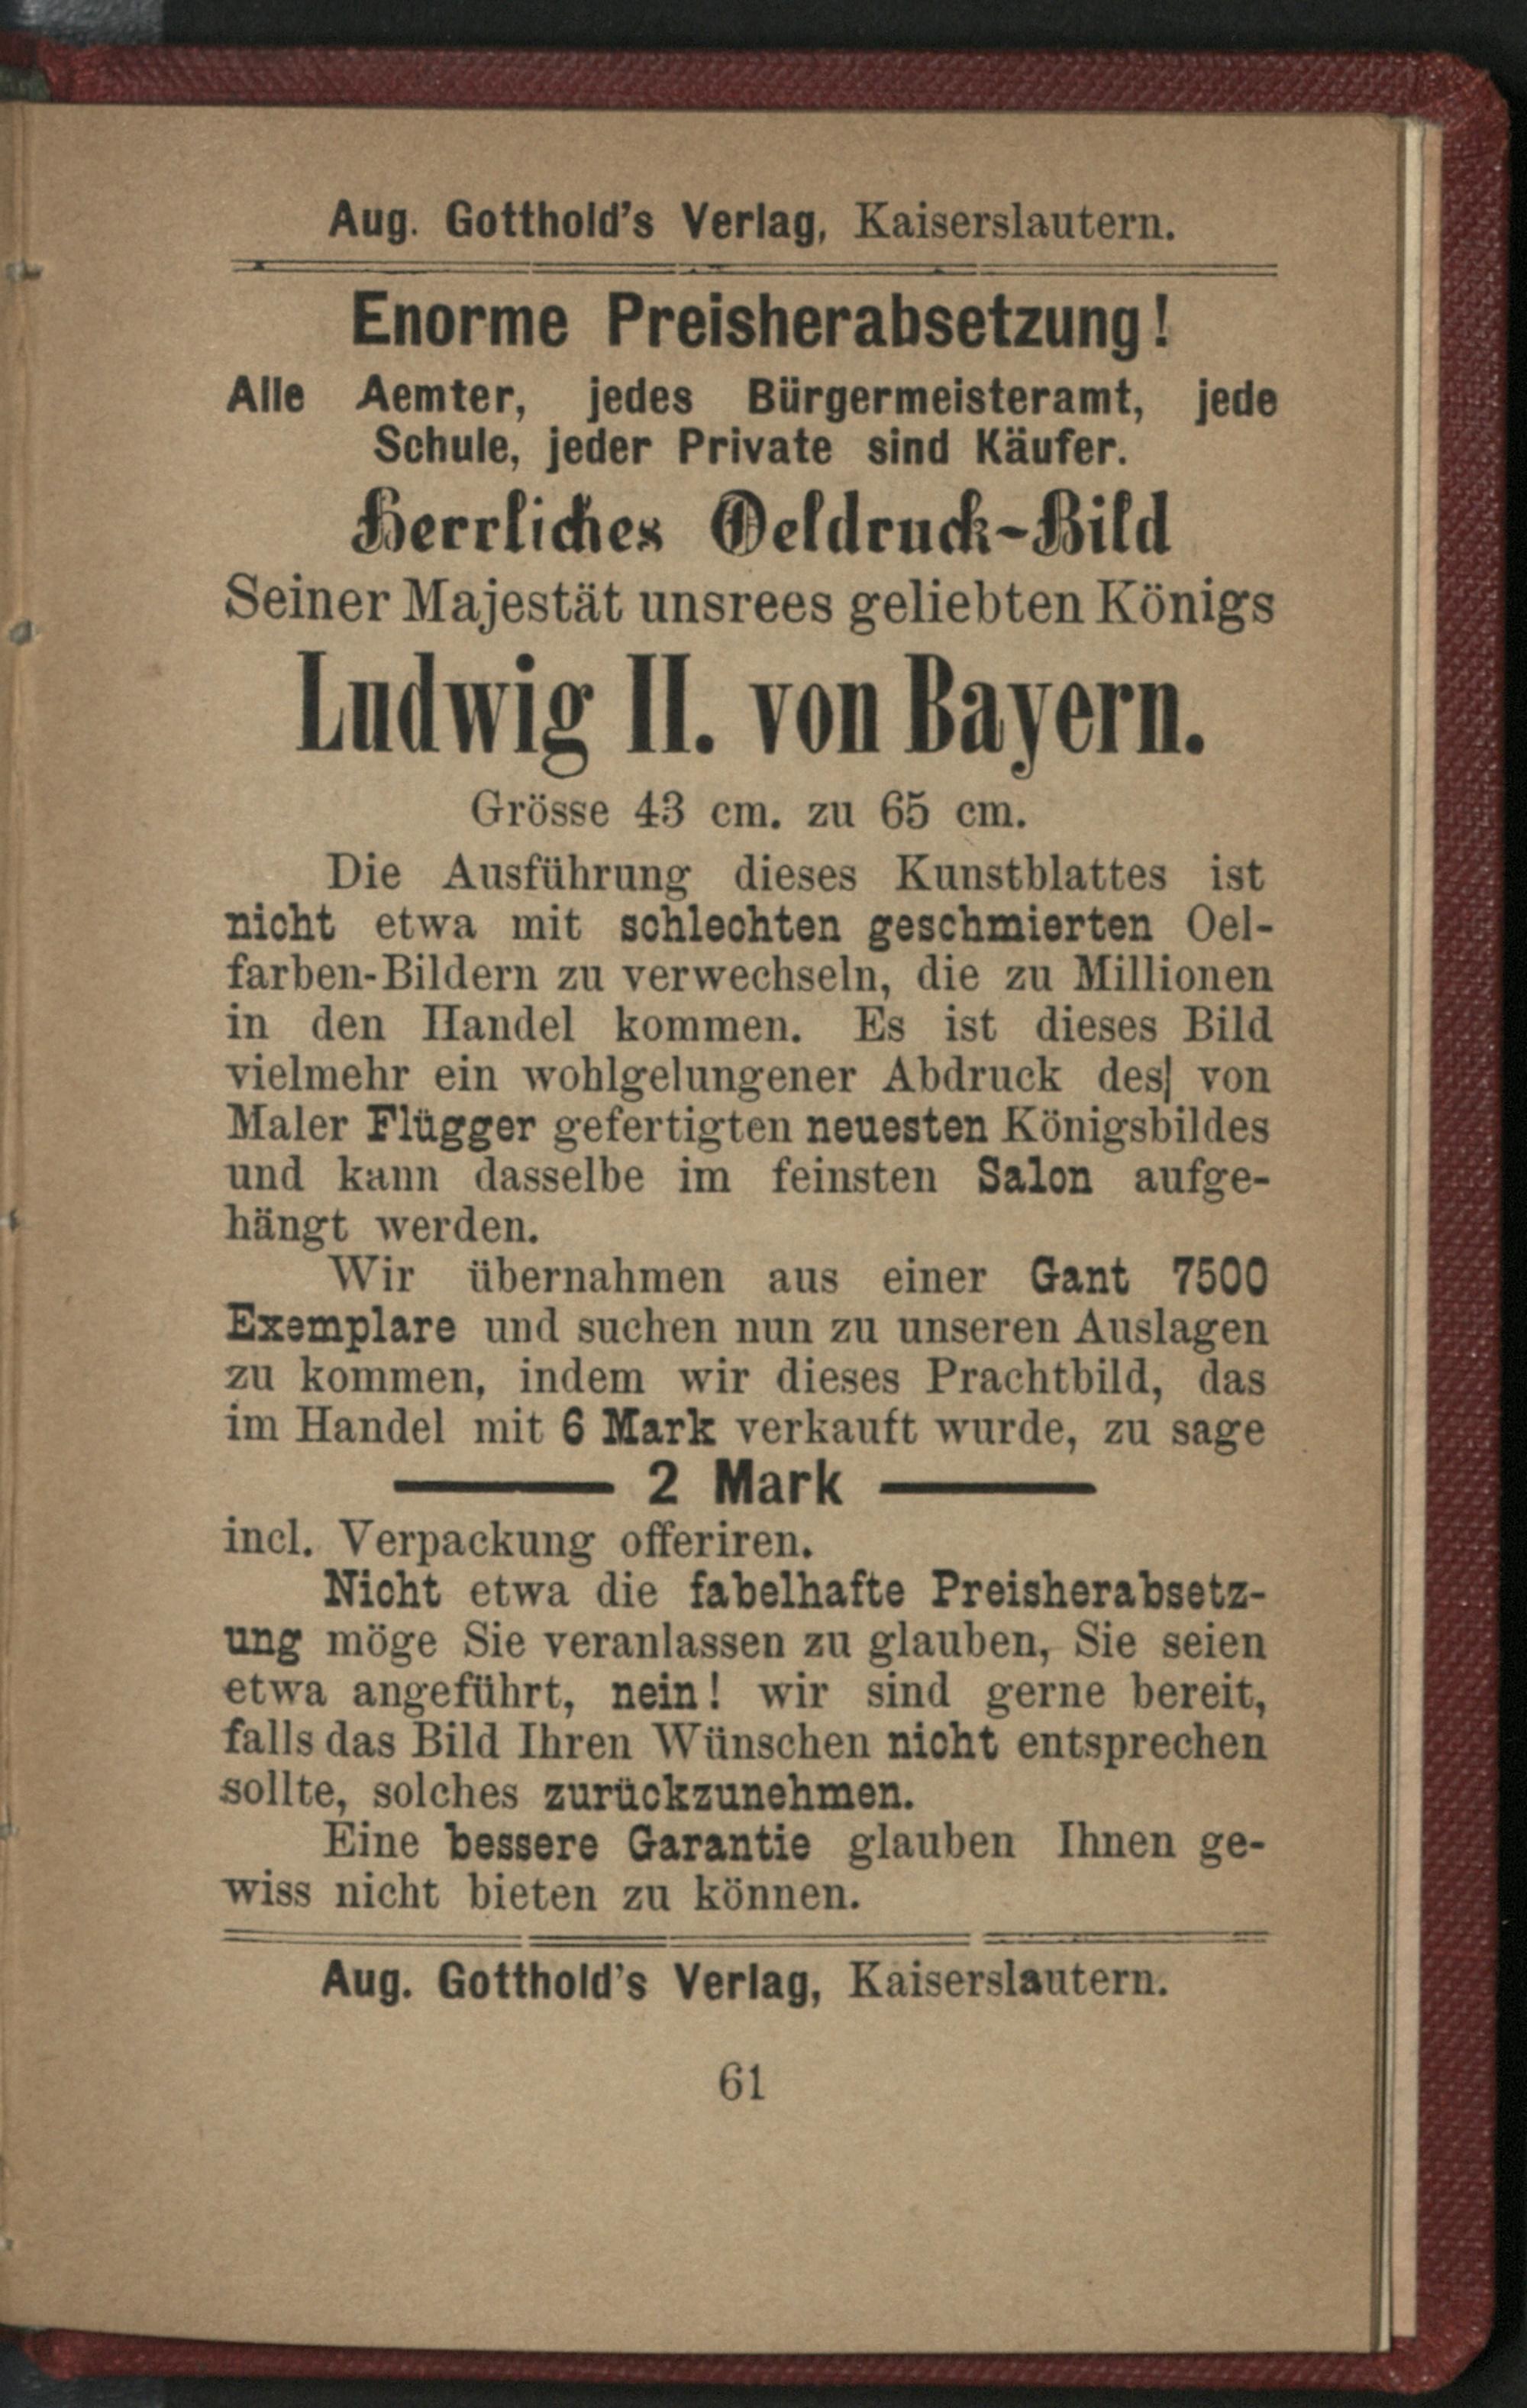 Aug. Gotthold's Verlag, Kaiserslautern.
Enorme Preisherabsetzung!
Alle Aemter, jedes Bürgermeisteramt, jede
Schule, jeder Private sind Käufer.
Herrliches Oeldruck-Bild
Seiner Majestät unsrees geliebten Königs
Ludwig II. von Bayern.
Grösse 43 cm. zu 65 cm.
Die Ausführung dieses Kunstblattes ist
nicht etwa mit schlechten geschmierten Oel-
farben-Bildern zu verwechseln, die zu Millionen
in den Handel kommen. Es ist dieses Bild
vielmehr ein wohlgelungener Abdruck des von
Maler Flügger gefertigten neuesten Königsbildes
und kann dasselbe im feinsten Salon aufge-
hängt werden.
Wir übernahmen aus einer Gant 7500
Exemplare und suchen nun zu unseren Auslagen
zu kommen, indem wir dieses Prachtbild, das
im Handel mit 6 Mark verkauft wurde, zu sage
2 Mark
incl. Verpackung offeriren.
Nicht etwa die fabelhafte Preisherabsetz-
ung möge Sie veranlassen zu glauben, Sie seien
etwa angeführt, nein! wir sind gerne bereit,
falls das Bild Ihren Wünschen nicht entsprechen
sollte, solches zurückzunehmen.
Eine bessere Garantie glauben Ihnen ge-
wiss nicht bieten zu können.
Aug. Gotthold's Verlag, Kaiserslautern.
61